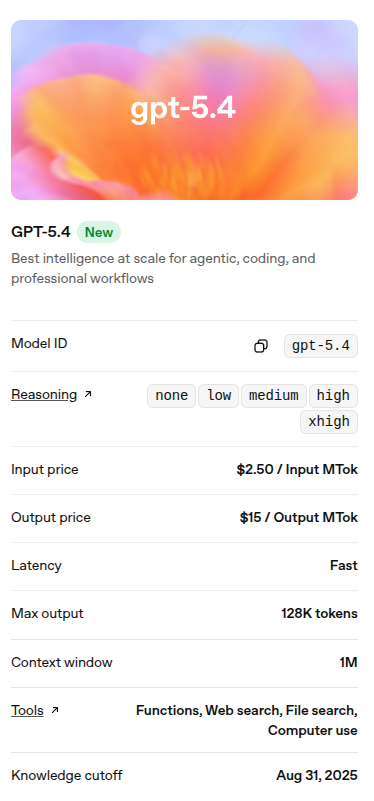 gpt-5.4
GPT-5.4 New
Best intelligence at scale for agentic, coding, and
professional workflows
Model ID gpt-5.4
Reasoning none low medium high
xhigh
Input price $2.50 / Input MTok
Output price $15 / Output MTok
Latency Fast
Max output 128K tokens
Context window 1M
Tools Functions, Web search, File search,
Computer use
Knowledge cutoff Aug 31, 2025